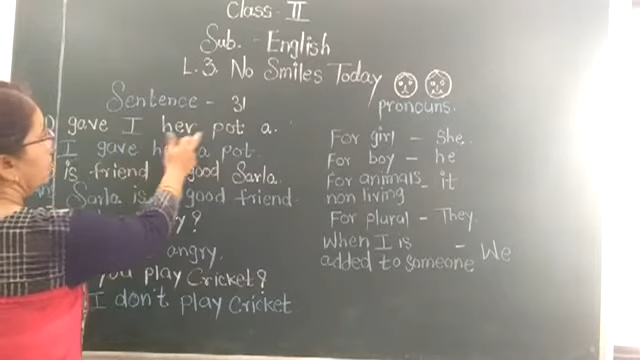 Class - II
Sub. - English
L.3. No Smiles Today
Sentence - 31
gave I her pot a.
I gave a pot.
is friend good Sarla.
Sarla is good friend.
?
angry.
you play Cricket?
I don't play Cricket
pronouns.
For girl - She.
For boy - he
For animals
non living - it
For plural - They.
When I is
added to someone - We